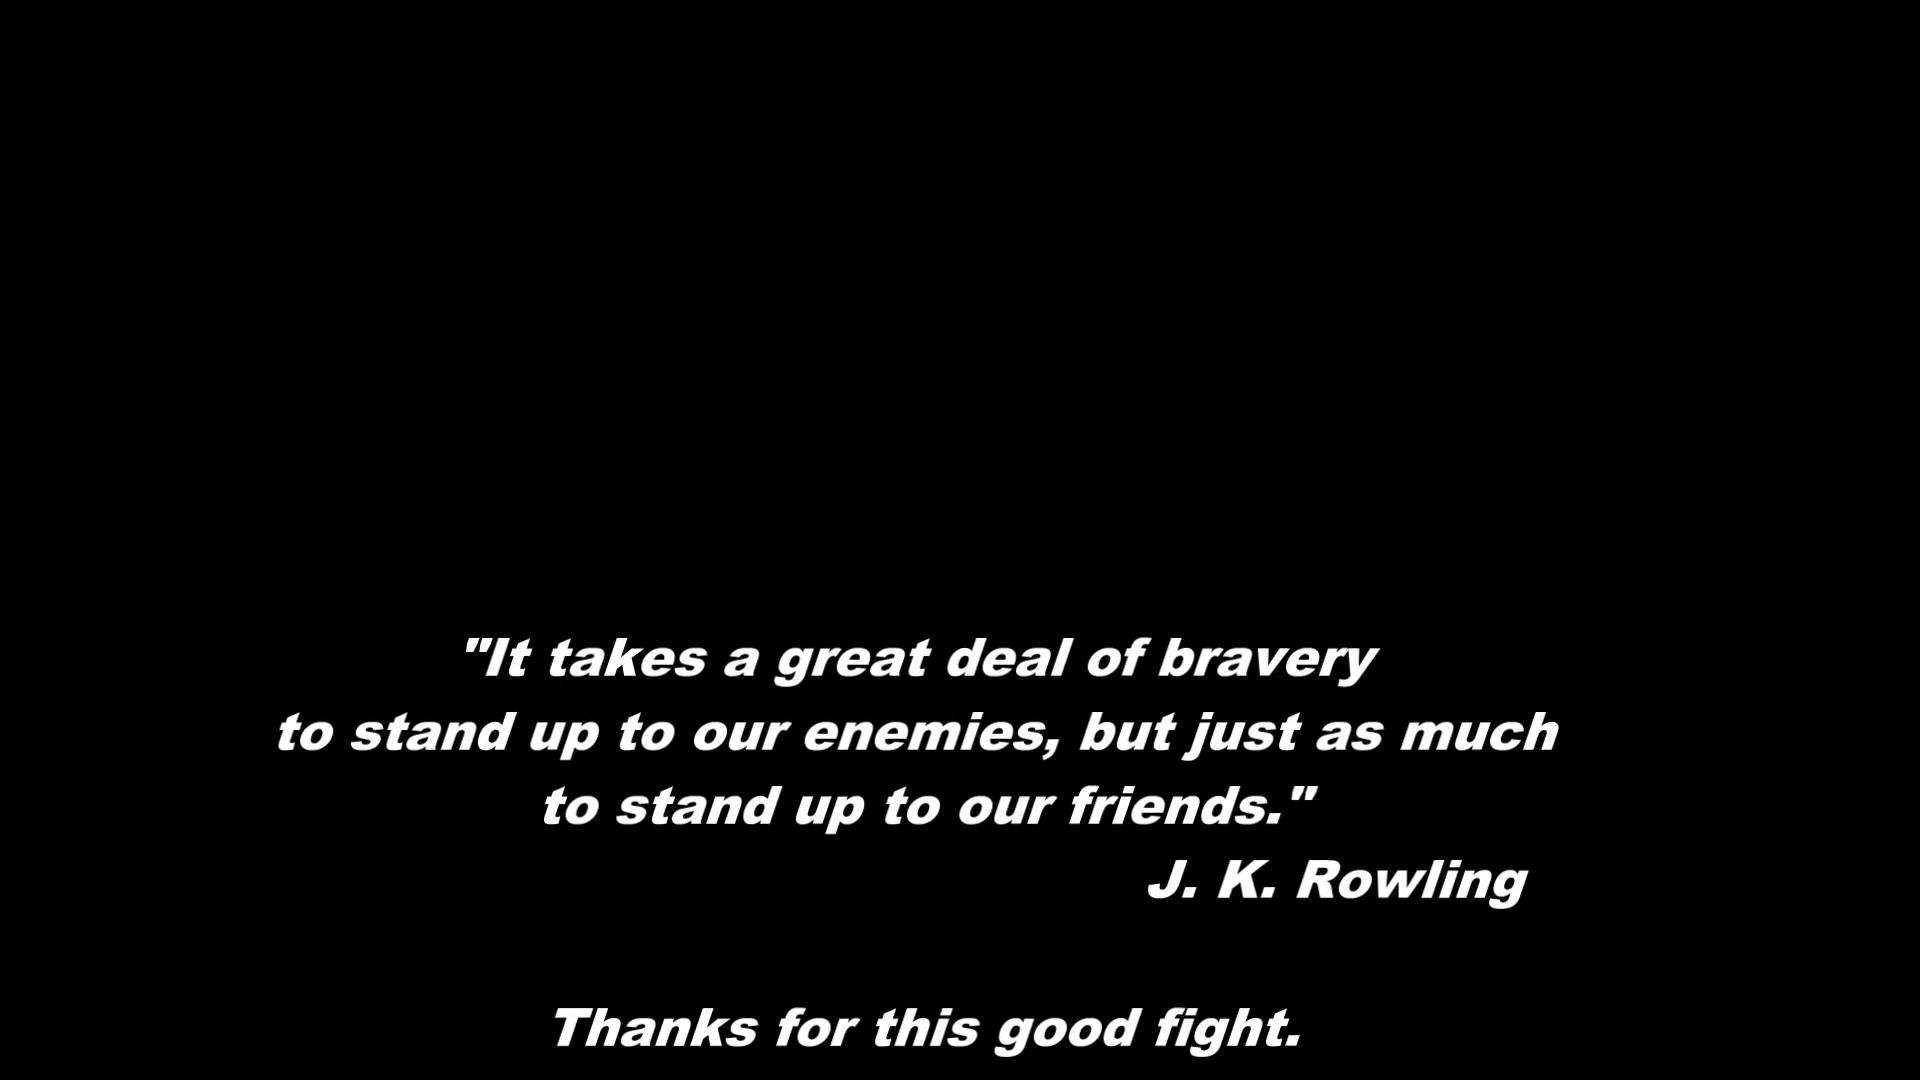 "It takes a great deal of bravery
to stand up to our enemies, but just as much
to stand up to our friends."
J. K. Rowling
Thanks for this good fight.